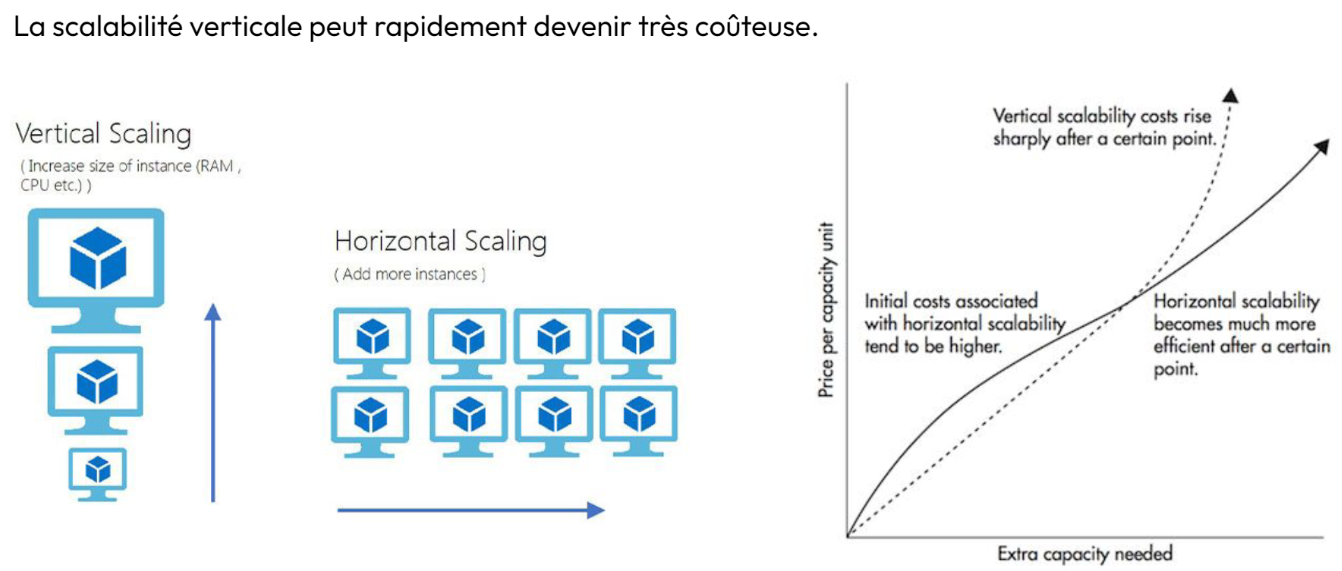 La scalabilité verticale peut rapidement devenir très coûteuse.
Vertical Scaling
( Increase size of instance (RAM ,
CPU etc.) )
Horizontal Scaling
( Add more instances )
Vertical scalability costs rise
sharply after a certain point.
Initial costs associated
with horizontal scalability
tend to be higher.
Horizontal scalability
becomes much more
efficient after a certain
point.
Price per capacity unit
Extra capacity needed